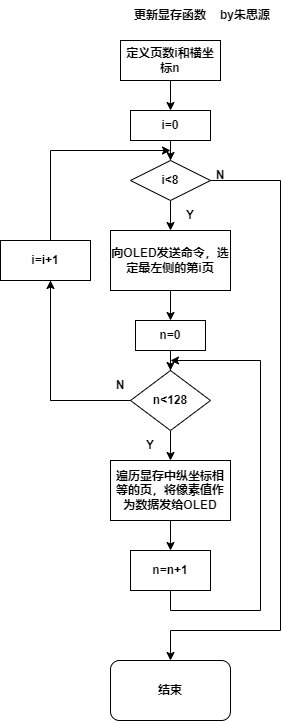 更新显存函数 by朱思源
定义页数i和横坐
标n
i=0
i<8
N
Y
向OLED发送命令，选
定最左侧的第i页
i=i+1
n=0
N
n<128
Y
遍历显存中纵坐标相
等的页，将像素值作
为数据发给OLED
n=n+1
结束